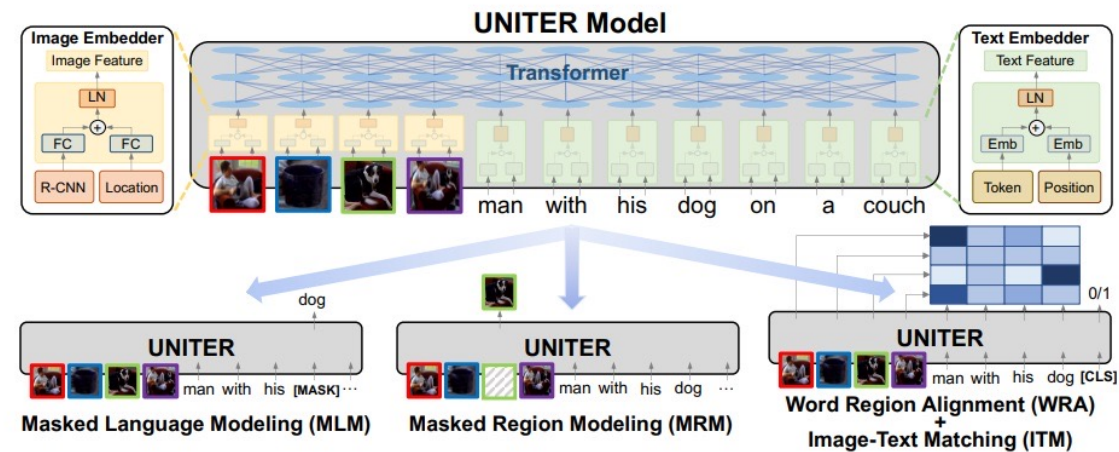 UNITER Model
Image Embedder
Image Feature
LN
+
FC
FC
R-CNN
Location
Transformer
man with his dog on a couch
Text Embedder
Text Feature
LN
+
Emb
Emb
Token
Position
dog
UNITER
man with his [MASK] ...
Masked Language Modeling (MLM)
UNITER
man with his dog ...
Masked Region Modeling (MRM)
0/1
UNITER
man with his dog [CLS]
Word Region Alignment (WRA)
+
Image-Text Matching (ITM)